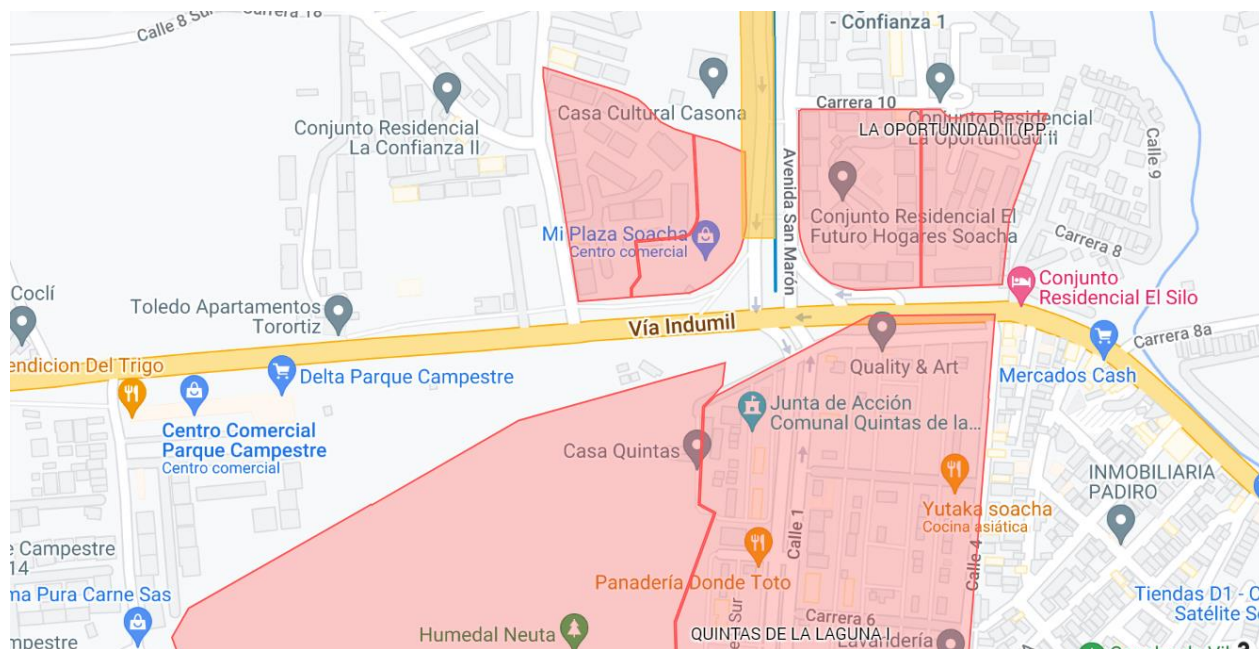 Calle 8 Sur
Carrera 18
- Confianza 1
Casa Cultural Casona
Carrera 10
Conjunto Residencial
La Confianza II
LA OPORTUNIDAD II (PP...
Conjunto Residencial
La Oportunidad II
Calle 9
Avenida San Marón
Conjunto Residencial El
Futuro Hogares Soacha
Mi Plaza Soacha
Centro comercial
Carrera 8
Coclí
Toledo Apartamentos
Torortiz
Vía Indumil
Conjunto
Residencial El Silo
Carrera 8a
endicion Del Trigo
Delta Parque Campestre
Quality & Art
Mercados Cash
Centro Comercial
Parque Campestre
Centro comercial
Junta de Acción
Comunal Quintas de la...
Casa Quintas
INMOBILIARIA
PADIRO
Yutaka soacha
Cocina asiática
Calle 1
Calle 4
Campestre
14
Panadería Donde Toto
ma Pura Carne Sas
Sur
Carrera 6
Tiendas D1 - C
Satélite S
Humedal Neuta
QUINTAS DE LA LAGUNA I
Lavandería
mpestre